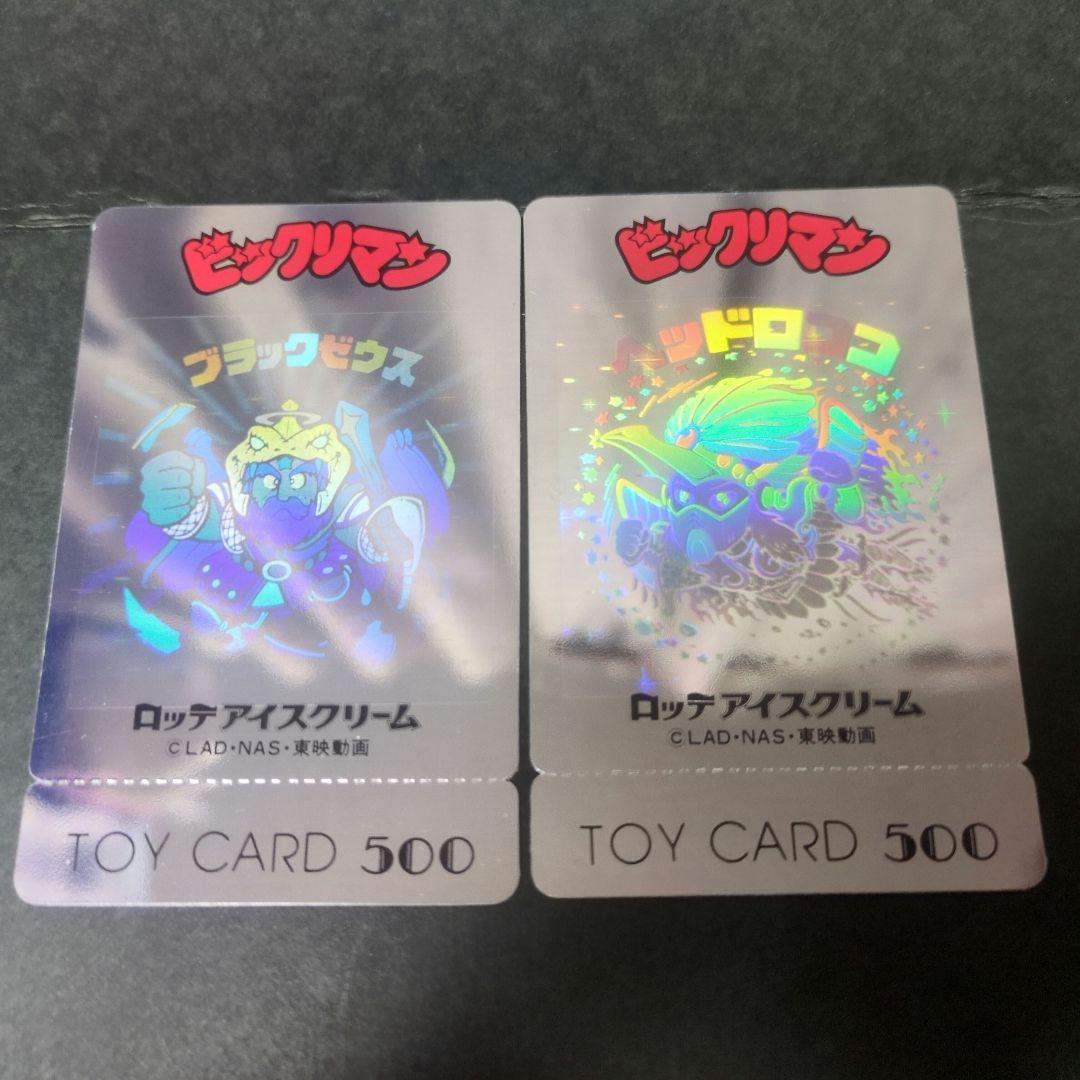 ビックリマン
ブラックゼウス
ロッテ アイスクリーム
©LAD・NAS・東映動画
TOY CARD 500
ビックリマン
ヘッドロココ
ロッテ アイスクリーム
©LAD・NAS・東映動画
TOY CARD 500